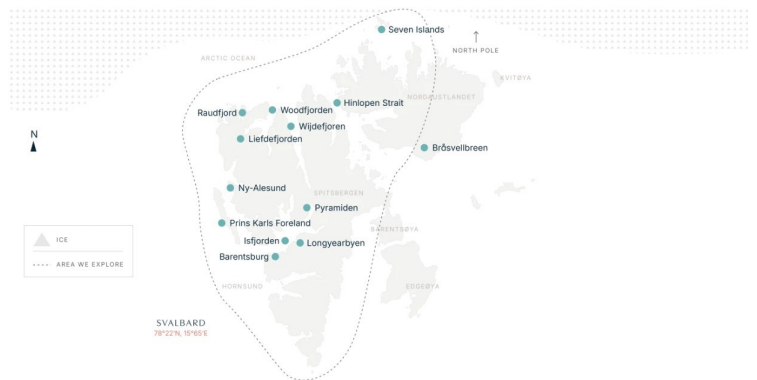 Seven Islands
NORTH POLE
ARCTIC OCEAN
KVITØYA
NORDAUSTLANDET
Hinlopen Strait
Woodfjorden
Raudfjord
Wijdefjoren
N
Liefdefjorden
Bråsvellbreen
Ny-Alesund
SPITSBERGEN
Pyramiden
Prins Karls Foreland
BARENTSØYA
ICE
Isfjorden
Longyearbyen
Barentsburg
AREA WE EXPLORE
HORNSUND
EDGEØYA
SVALBARD
78°22'N, 15°65'E